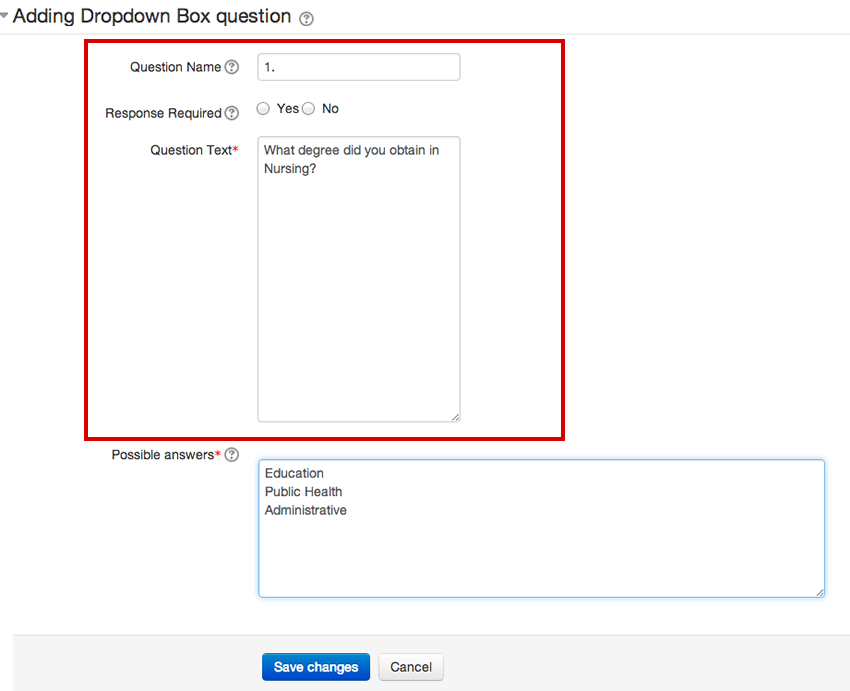 Adding Dropdown Box question ?
Question Name ? 1.
Response Required ? Yes No
Question Text* What degree did you obtain in
Nursing?
Possible answers* ?
Education
Public Health
Administrative
Save changes Cancel